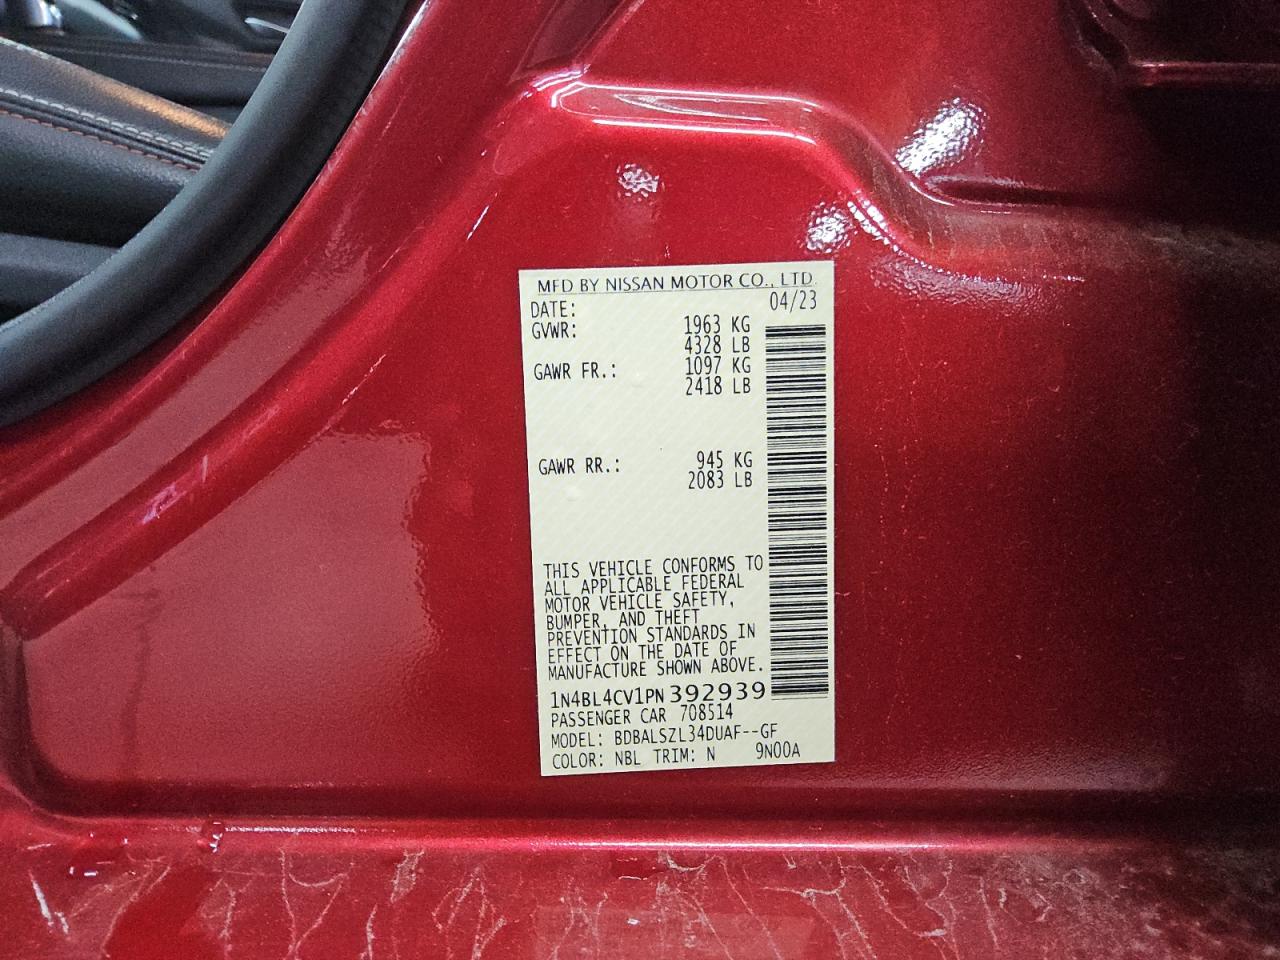 MFD BY NISSAN MOTOR CO., LTD.
DATE: 04/23
GVWR: 1963 KG
4328 LB
GAWR FR.: 1097 KG
2418 LB
GAWR RR.: 945 KG
2083 LB
THIS VEHICLE CONFORMS TO
ALL APPLICABLE FEDERAL
MOTOR VEHICLE SAFETY,
BUMPER, AND THEFT
PREVENTION STANDARDS IN
EFFECT ON THE DATE OF
MANUFACTURE SHOWN ABOVE.
1N4BL4CV1PN392939
PASSENGER CAR 708514
MODEL: BDBALSZL34DUAF--GF
COLOR: NBL TRIM: N 9N00A